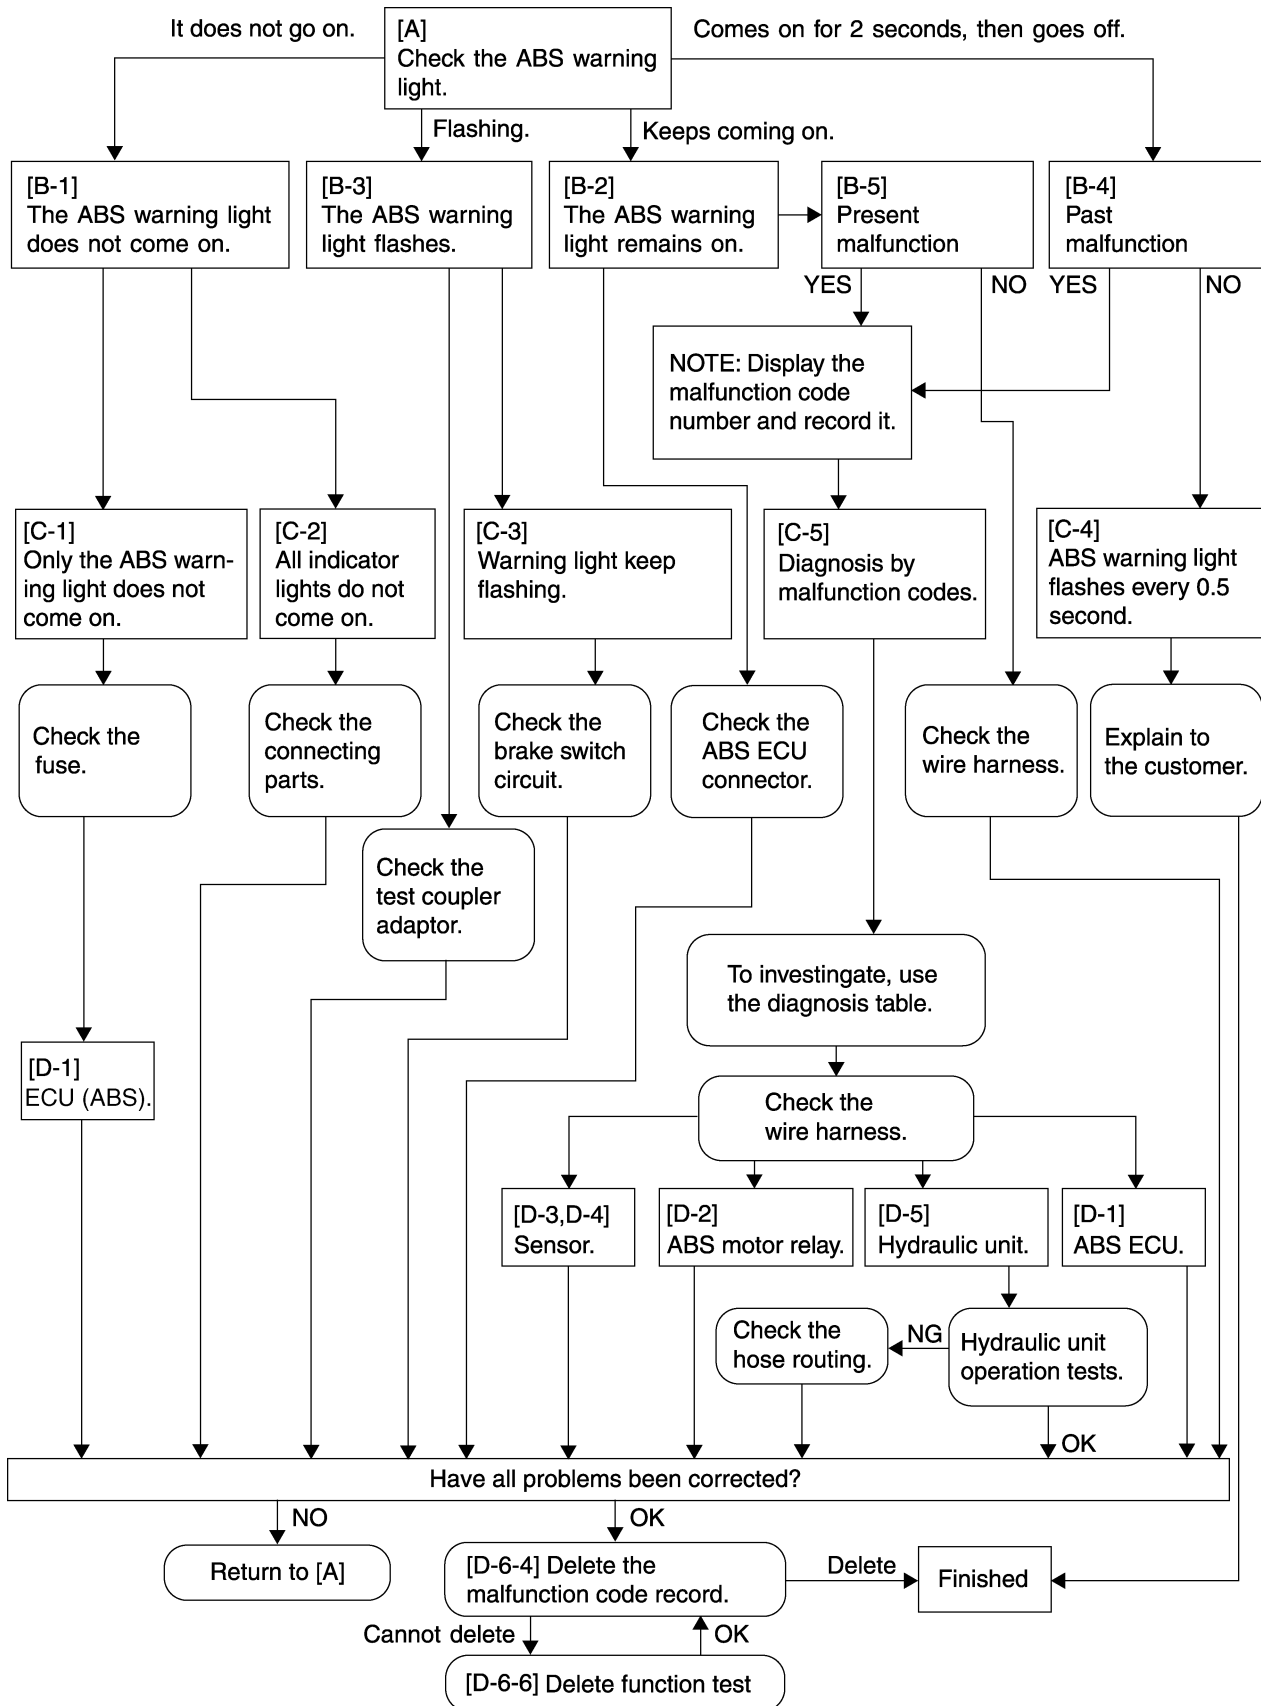 It does not go on.
[A]
Check the ABS warning
light.
Comes on for 2 seconds, then goes off.
Flashing.
Keeps coming on.
[B-1]
The ABS warning light
does not come on.
[B-3]
The ABS warning
light flashes.
[B-2]
The ABS warning
light remains on.
[B-5]
Present
malfunction
[B-4]
Past
malfunction
YES
NO
YES
NO
NOTE: Display the
malfunction code
number and record it.
[C-1]
Only the ABS warn-
ing light does not
come on.
[C-2]
All indicator
lights do not
come on.
[C-3]
Warning light keep
flashing.
[C-5]
Diagnosis by
malfunction codes.
[C-4]
ABS warning light
flashes every 0.5
second.
Check the
fuse.
Check the
connecting
parts.
Check the
brake switch
circuit.
Check the
ABS ECU
connector.
Check the
wire harness.
Explain to
the customer.
Check the
test coupler
adaptor.
To investingate, use
the diagnosis table.
[D-1]
ECU (ABS).
Check the
wire harness.
[D-3,D-4]
Sensor.
[D-2]
ABS motor relay.
[D-5]
Hydraulic unit.
[D-1]
ABS ECU.
Check the
hose routing.
NG
Hydraulic unit
operation tests.
OK
Have all problems been corrected?
NO
OK
Return to [A]
[D-6-4] Delete the
malfunction code record.
Delete
Finished
Cannot delete
OK
[D-6-6] Delete function test